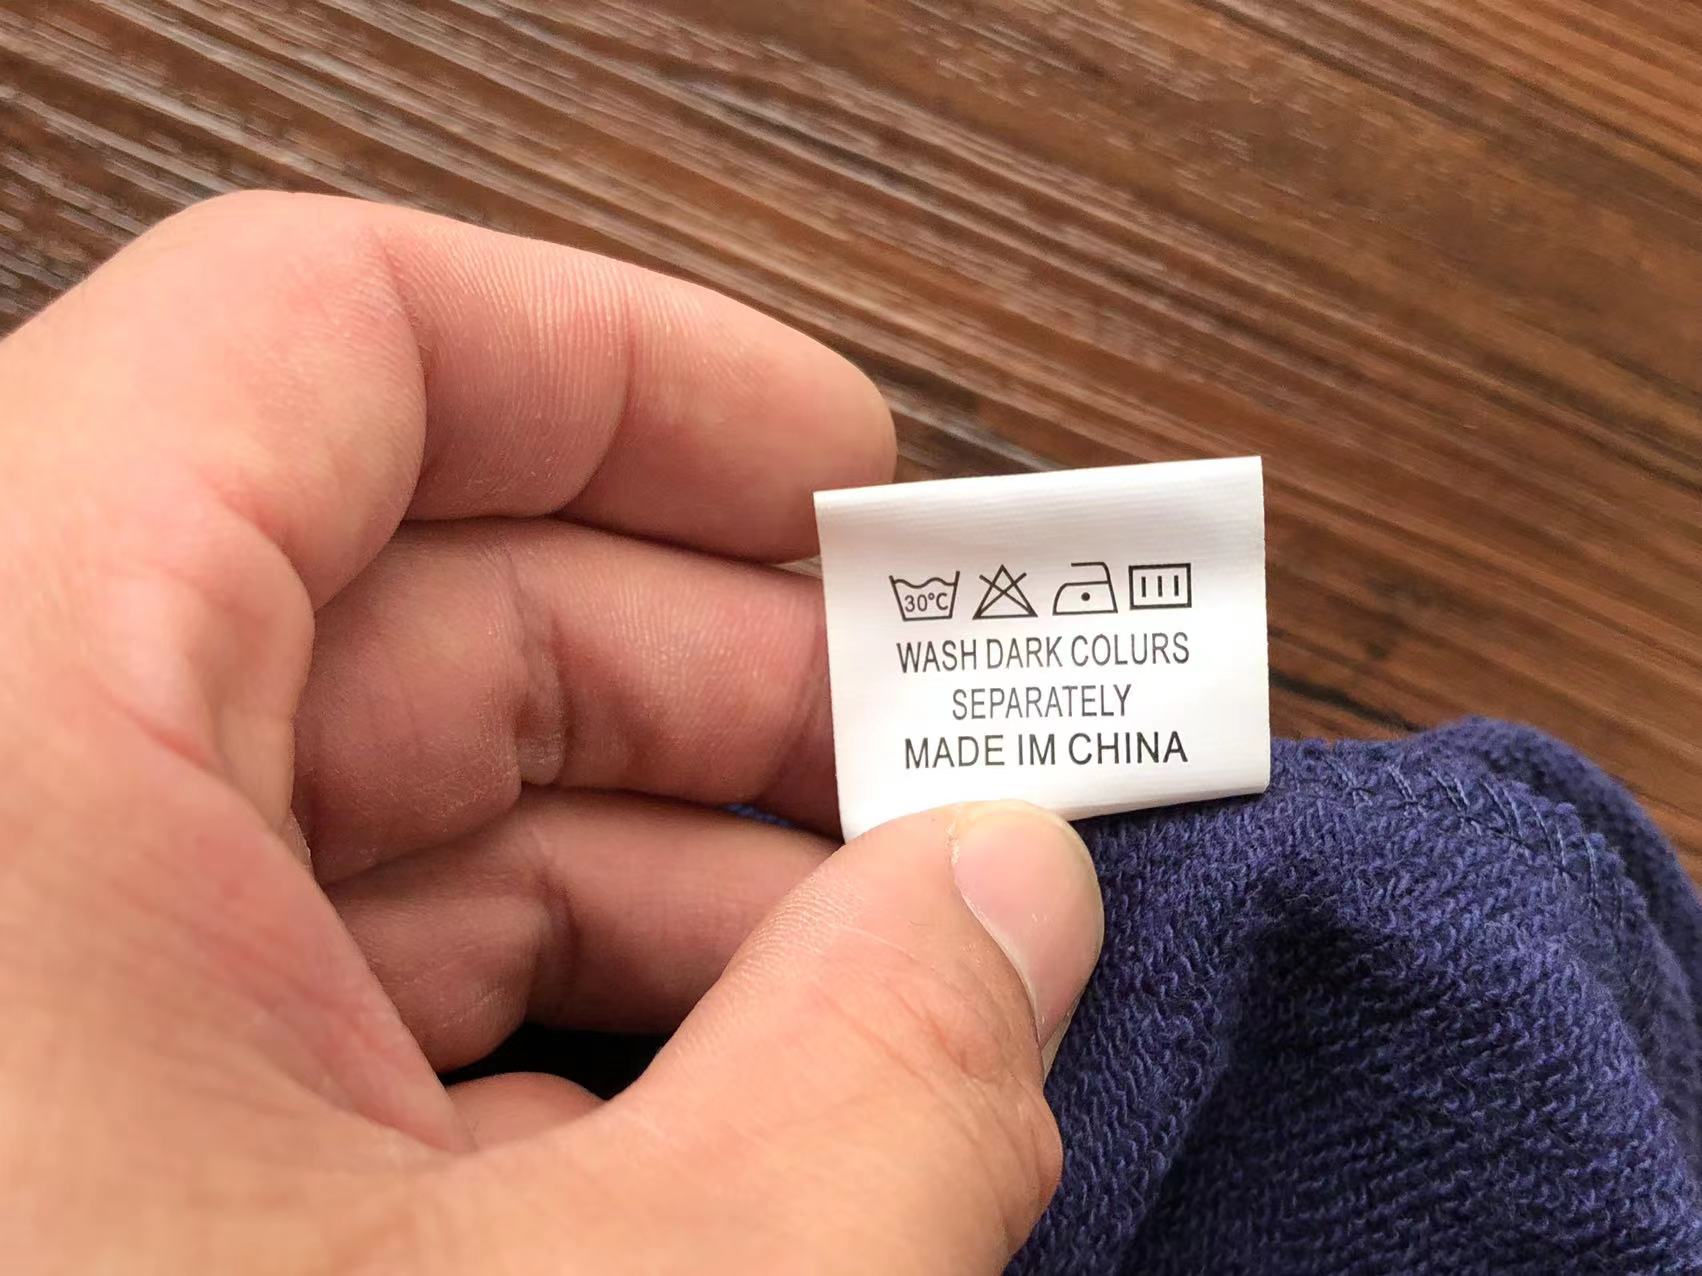 30°C
WASH DARK COLURS
SEPARATELY
MADE IM CHINA